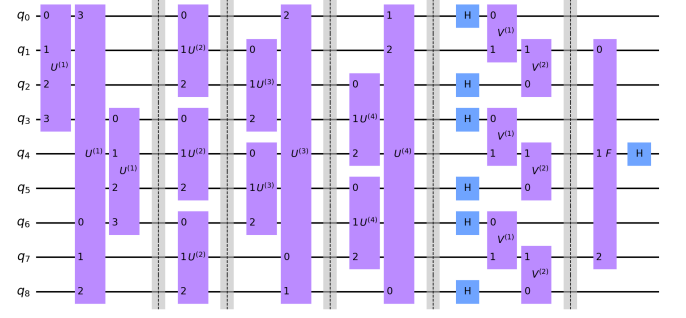 q₀ 0 3 0 2 1 H 0
V⁽¹⁾
q₁ 1 1 U⁽²⁾ 0 2 1 1 0
U⁽¹⁾ V⁽²⁾
q₂ 2 2 1 U⁽³⁾ 0 H 0
q₃ 3 0 0 2 1 U⁽⁴⁾ H 0
V⁽¹⁾
q₄ U⁽¹⁾ 1 1 U⁽²⁾ 0 U⁽³⁾ 2 U⁽⁴⁾ 1 1 1 F H
U⁽¹⁾ V⁽²⁾
q₅ 2 2 1 U⁽³⁾ 0 H 0
q₆ 0 3 0 2 1 U⁽⁴⁾ H 0
V⁽¹⁾
q₇ 1 1 U⁽²⁾ 0 2 1 1 2
V⁽²⁾
q₈ 2 2 1 0 H 0